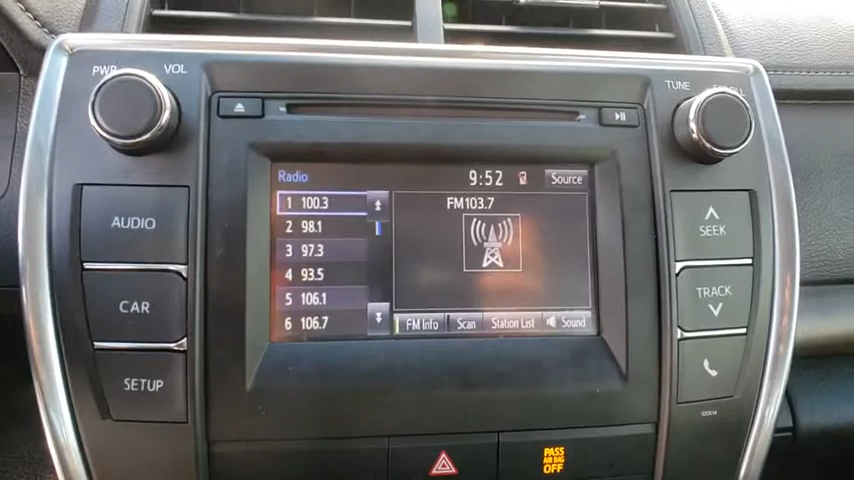 PWR VOL
TUNE SCROLL
AUDIO
CAR
SETUP
Radio 9:52 Source
1 100.3
2 98.1
3 97.3
4 93.5
5 106.1
6 106.7
FM103.7
FM Info Scan Station List Sound
SEEK
TRACK
100614
PASS
AIR BAG
OFF